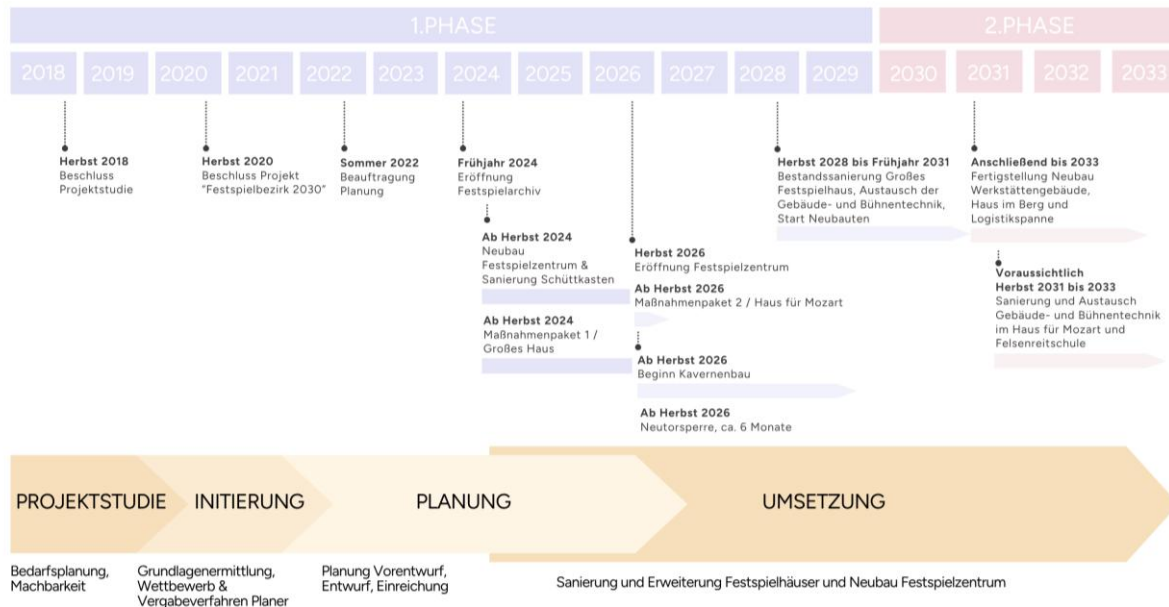 1.PHASE
2.PHASE
2018
2019
2020
2021
2022
2023
2024
2025
2026
2027
2028
2029
2030
2031
2032
2033
Herbst 2018
Beschluss
Projektstudie
Herbst 2020
Beschluss Projekt
"Festspielbezirk 2030"
Sommer 2022
Beauftragung
Planung
Frühjahr 2024
Eröffnung
Festspielarchiv
Ab Herbst 2024
Neubau
Festspielzentrum &
Sanierung Schüttkasten
Ab Herbst 2024
Maßnahmenpaket 1 /
Großes Haus
Herbst 2026
Eröffnung Festspielzentrum
Ab Herbst 2026
Maßnahmenpaket 2 / Haus für Mozart
Ab Herbst 2026
Beginn Kavernenbau
Ab Herbst 2026
Neutorsperre, ca. 6 Monate
Herbst 2028 bis Frühjahr 2031
Bestandssanierung Großes
Festspielhaus, Austausch der
Gebäude- und Bühnentechnik,
Start Neubauten
Anschließend bis 2033
Fertigstellung Neubau
Werkstättengebäude,
Haus im Berg und
Logistikspanne
Voraussichtlich
Herbst 2031 bis 2033
Sanierung und Austausch
Gebäude- und Bühnentechnik
im Haus für Mozart und
Felsenreitschule
PROJEKTSTUDIE
INITIERUNG
PLANUNG
UMSETZUNG
Bedarfsplanung,
Machbarkeit
Grundlagenermittlung,
Wettbewerb &
Vergabeverfahren Planer
Planung Vorentwurf,
Entwurf, Einreichung
Sanierung und Erweiterung Festspielhäuser und Neubau Festspielzentrum